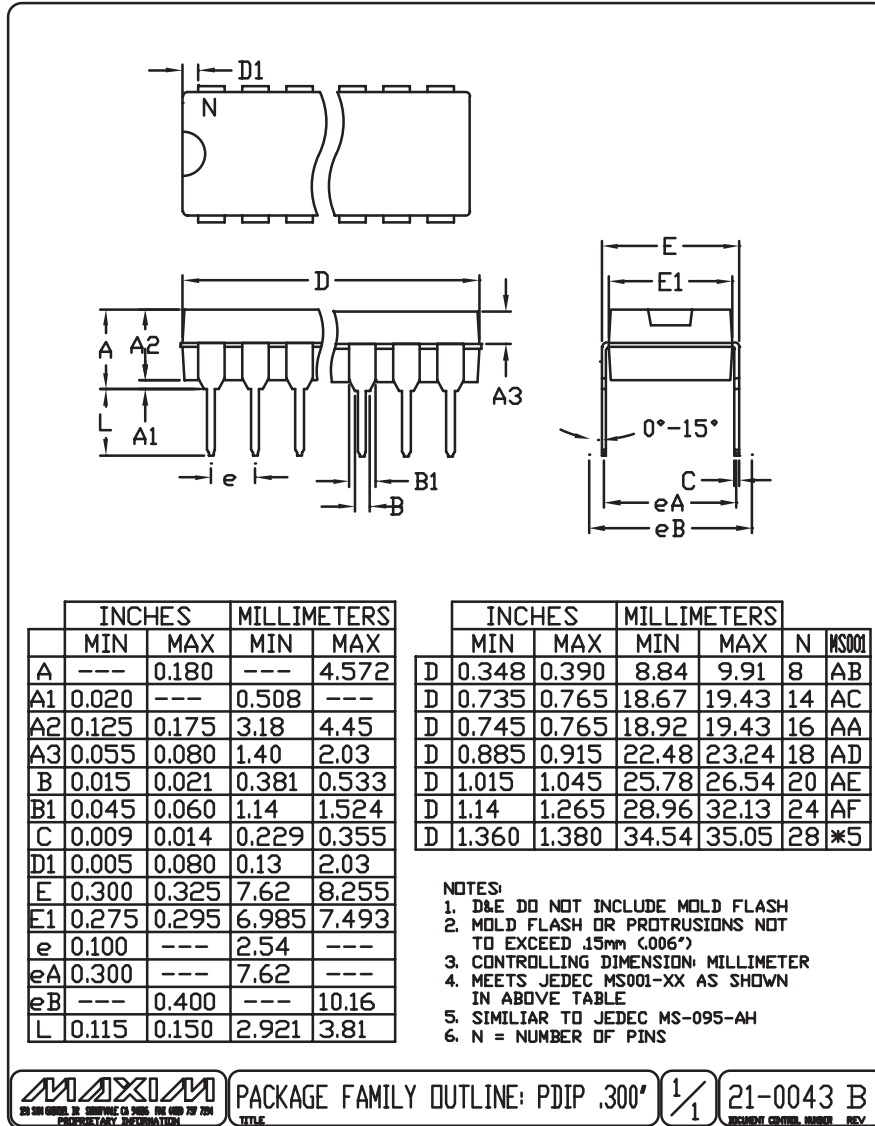 D1
N
D
E
E1
A
A2
A3
L
A1
0°-15°
e
B1
B
C
eA
eB
INCHES MILLIMETERS
MIN MAX MIN MAX
A --- 0.180 --- 4.572
A1 0.020 --- 0.508 ---
A2 0.125 0.175 3.18 4.45
A3 0.055 0.080 1.40 2.03
B 0.015 0.021 0.381 0.533
B1 0.045 0.060 1.14 1.524
C 0.009 0.014 0.229 0.355
D1 0.005 0.080 0.13 2.03
E 0.300 0.325 7.62 8.255
E1 0.275 0.295 6.985 7.493
e 0.100 --- 2.54 ---
eA 0.300 --- 7.62 ---
eB --- 0.400 --- 10.16
L 0.115 0.150 2.921 3.81
INCHES MILLIMETERS
MIN MAX MIN MAX N MS001
D 0.348 0.390 8.84 9.91 8 AB
D 0.735 0.765 18.67 19.43 14 AC
D 0.745 0.765 18.92 19.43 16 AA
D 0.885 0.915 22.48 23.24 18 AD
D 1.015 1.045 25.78 26.54 20 AE
D 1.14 1.265 28.96 32.13 24 AF
D 1.360 1.380 34.54 35.05 28 *5
NOTES:
1. D&E DO NOT INCLUDE MOLD FLASH
2. MOLD FLASH OR PROTRUSIONS NOT
TO EXCEED .15mm (.006")
3. CONTROLLING DIMENSION: MILLIMETER
4. MEETS JEDEC MS001-XX AS SHOWN
IN ABOVE TABLE
5. SIMILIAR TO JEDEC MS-095-AH
6. N = NUMBER OF PINS
MAXIM
PROPRIETARY INFORMATION
PACKAGE FAMILY OUTLINE: PDIP .300"
TITLE
1/1
21-0043 B
DOCUMENT CONTROL NUMBER REV